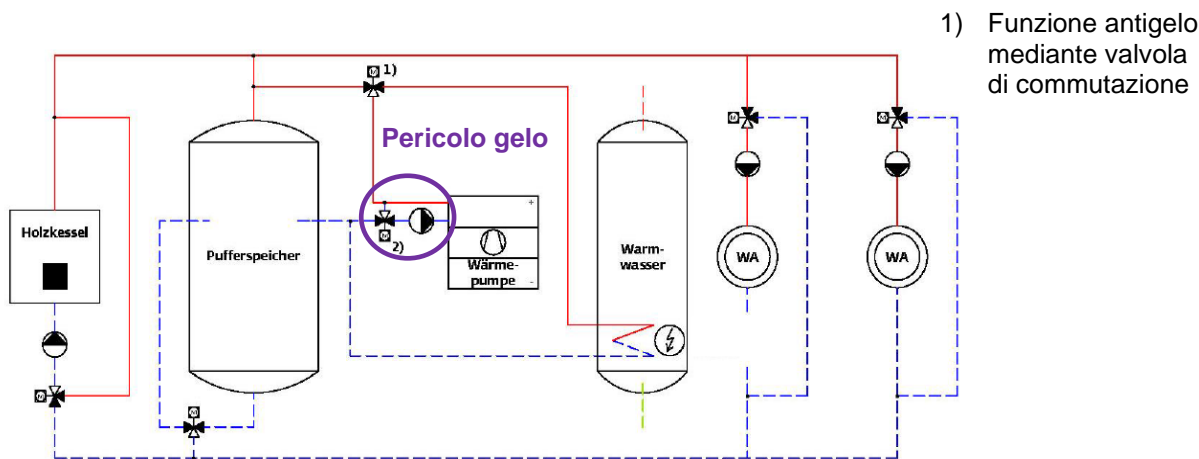 1) Funzione antigelo
mediante valvola
di commutazione
M 1)
Pericolo gelo
M
M
+
2)
M
Holzkessel
Pufferspeicher
Wärme-
pumpe -
Warm-
wasser
WA
WA
M
M